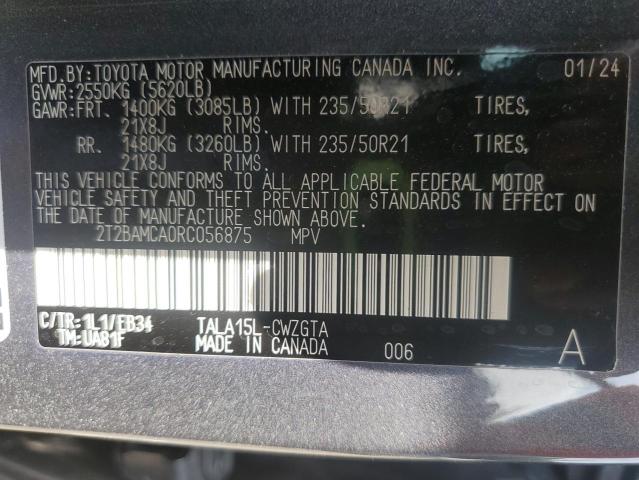 MFD.BY:TOYOTA MOTOR MANUFACTURING CANADA INC. 01/24
GVWR:2550KG (5620LB)
GAWR:FRT. 1400KG (3085LB) WITH 235/50R21 TIRES,
21X8J RIMS.
RR. 1480KG (3260LB) WITH 235/50R21 TIRES,
21X8J RIMS.
THIS VEHICLE CONFORMS TO ALL APPLICABLE FEDERAL MOTOR
VEHICLE SAFETY AND THEFT PREVENTION STANDARDS IN EFFECT ON
THE DATE OF MANUFACTURE SHOWN ABOVE.
2T2BAMCA0RC056875 MPV
C/TR:1L1/EB34 TALA15L-CWZGTA
TM:UA81F MADE IN CANADA 006 A